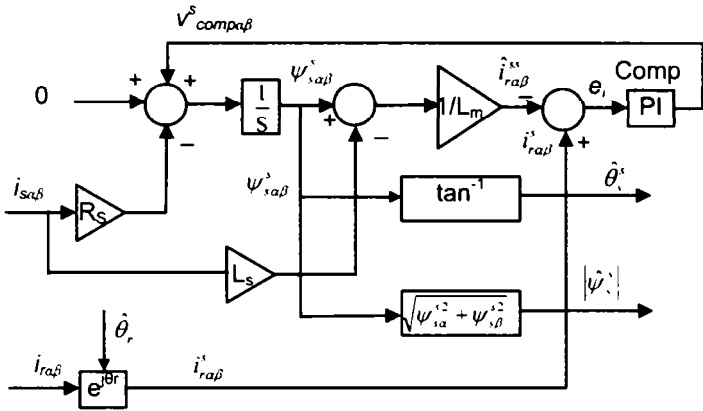 v^s_compαβ
0
+
+
−
1/S
ψ^s_sαβ
+
−
1/L_m
î^ss_rαβ
−
+
i^s_rαβ
e_i
Comp
PI
i_sαβ
R_S
L_s
ψ^s_sαβ
tan^-1
√ψ^s2_sα + ψ^s2_sβ
θ̂_r
i_rαβ
e^jθr
i^s_rαβ